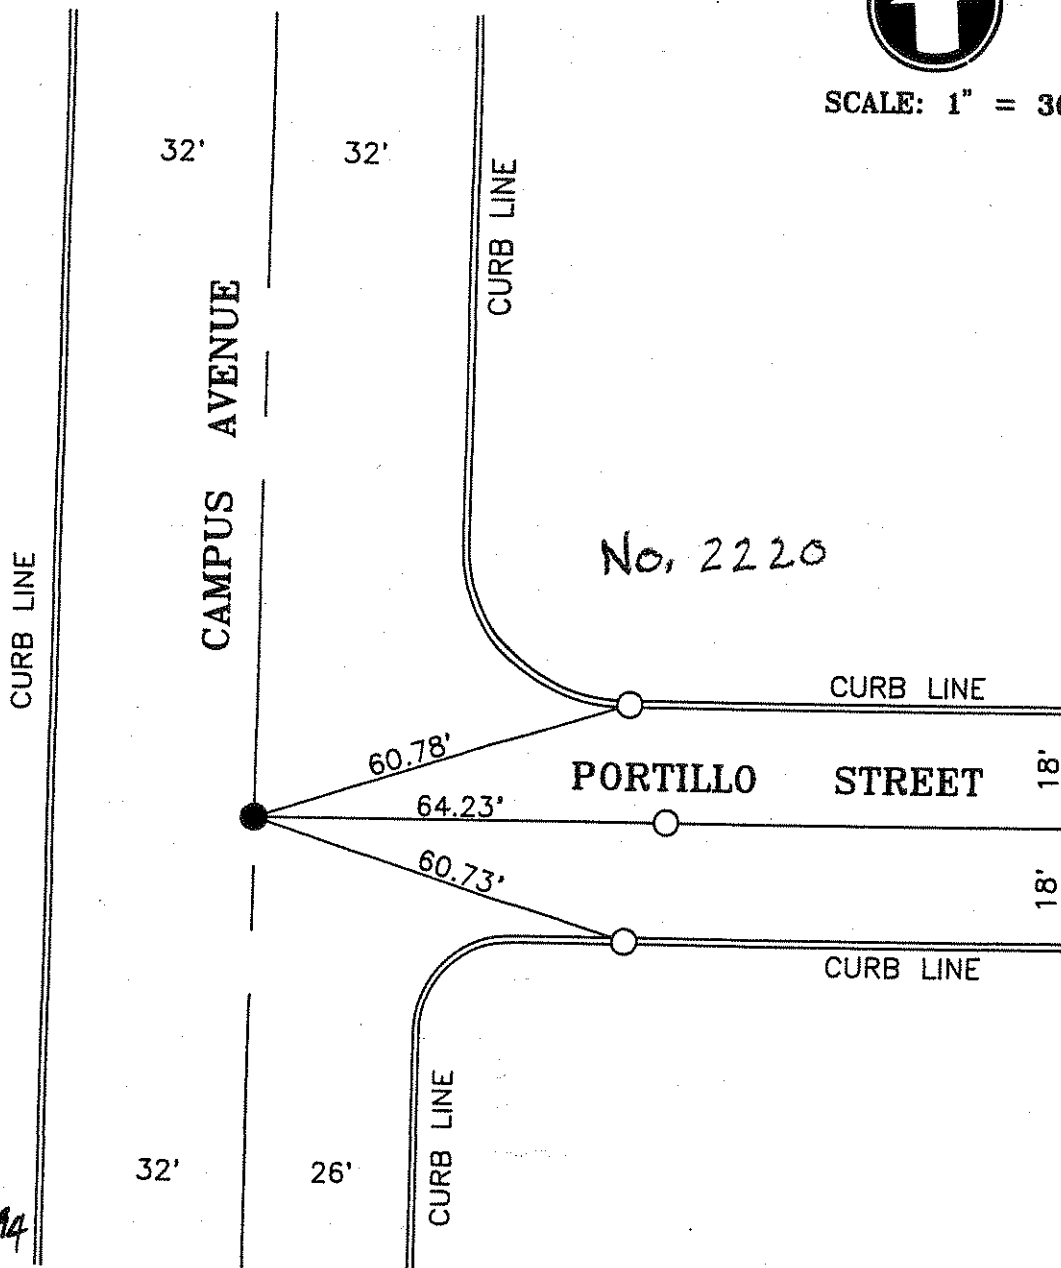 SCALE: 1" =
32'
32'
CURB LINE
CAMPUS AVENUE
No. 2220
CURB LINE
CURB LINE
60.78'
PORTILLO STREET
18'
64.23'
60.73'
18'
CURB LINE
CURB LINE
32'
26'